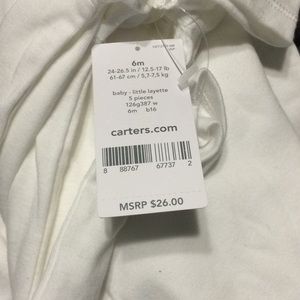 6m
24-26.5 in / 12.5-17 lb
61-67 cm / 5,7-7,5 kg
baby - little layette
5 pieces
126g387 w
6m b16
carters.com
8 88767 67737 2
MSRP $26.00